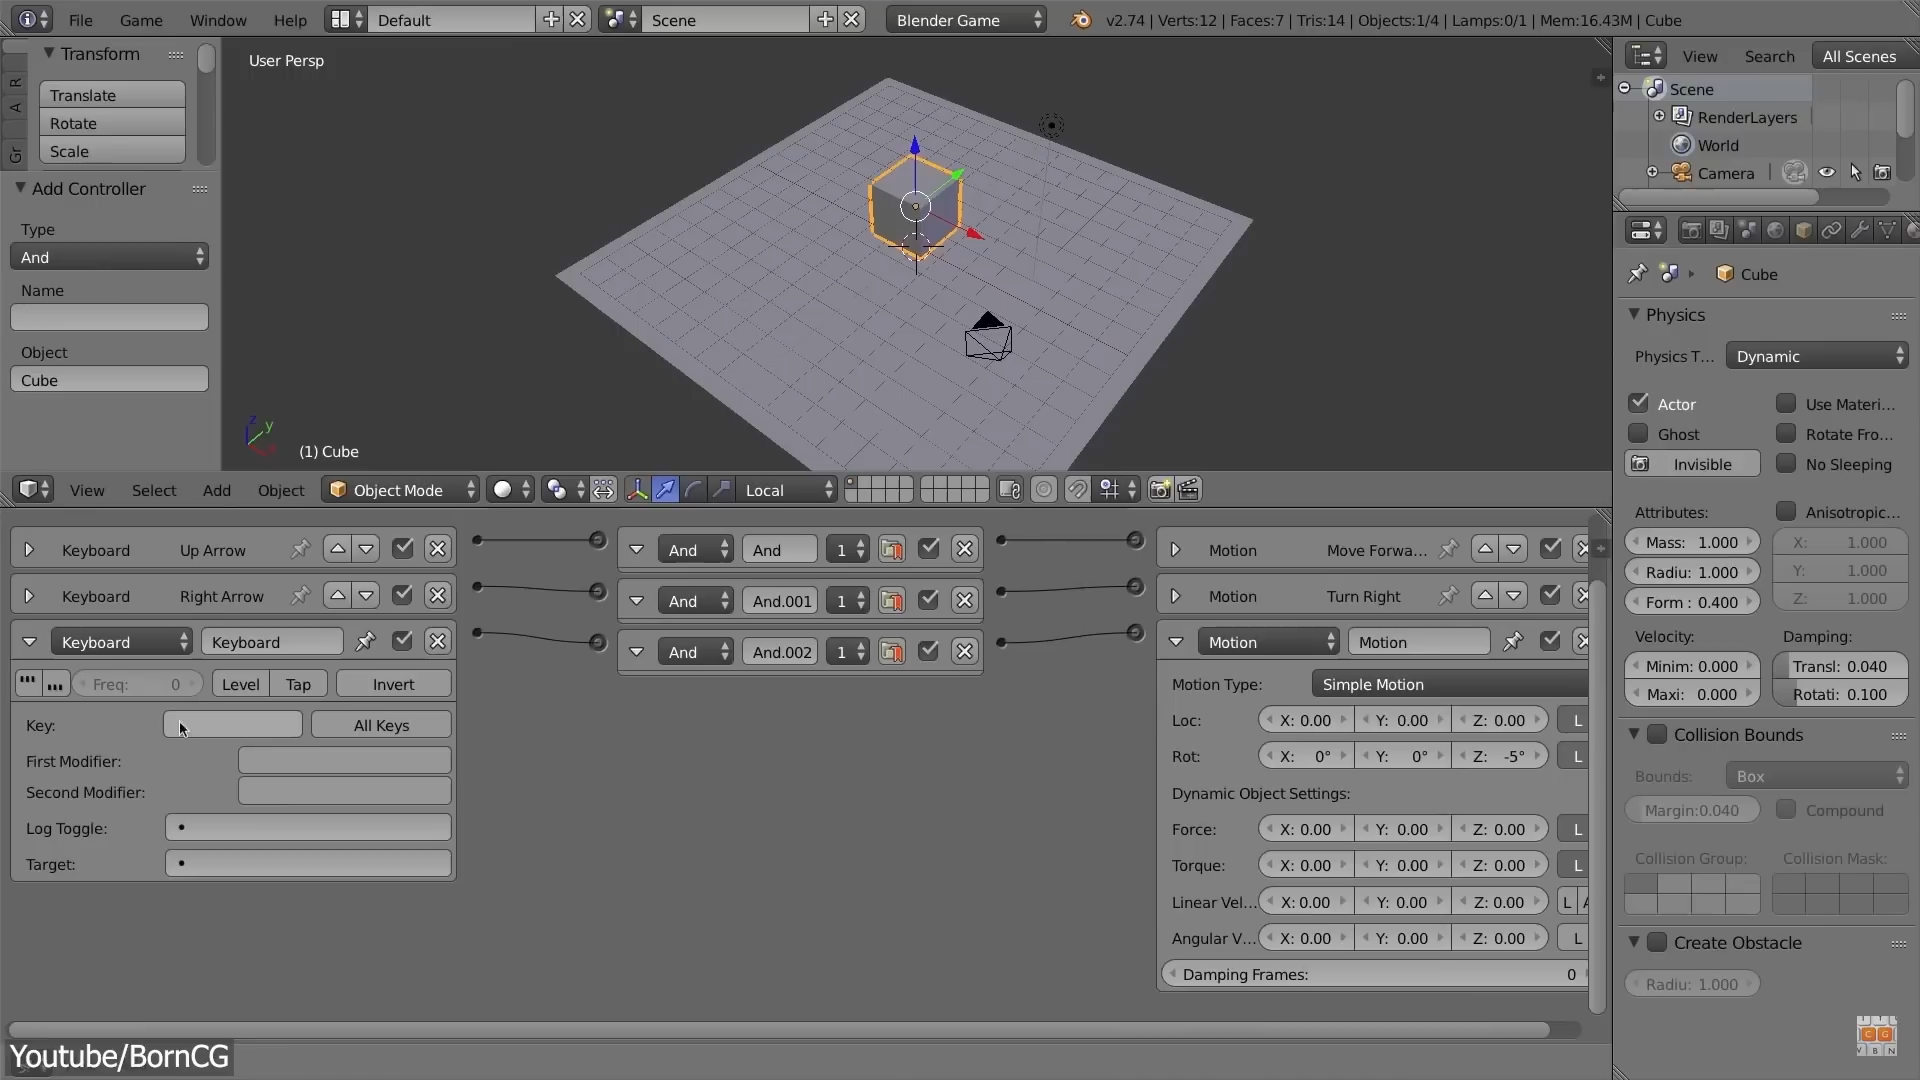 File Game Window Help Default Scene Blender Game v2.74 | Verts:12 | Faces:7 | Tris:14 | Objects:1/4 | Lamps:0/1 | Mem:16.43M | Cube
Transform
Translate
Rotate
Scale
R
A
Gr
Add Controller
Type
And
Name
Object
Cube
User Persp
z
y
(1) Cube
View Search All Scenes
Scene
RenderLayers
World
Camera
Cube
Physics
Physics T... Dynamic
Actor Use Materi...
Ghost Rotate Fro...
Invisible No Sleeping
Attributes: Anisotropic...
Mass: 1.000 X: 1.000
Radiu: 1.000 Y: 1.000
Form : 0.400 Z: 1.000
Velocity: Damping:
Minim: 0.000 Transl: 0.040
Maxi: 0.000 Rotati: 0.100
Collision Bounds
Bounds: Box
Margin:0.040 Compound
Collision Group: Collision Mask:
Create Obstacle
Radiu: 1.000
View Select Add Object Object Mode Local
Keyboard Up Arrow And And 1 Motion Move Forwa...
Keyboard Right Arrow And And.001 1 Motion Turn Right
Keyboard Keyboard And And.002 1 Motion Motion
Freq: 0 Level Tap Invert
Key: All Keys
First Modifier:
Second Modifier:
Log Toggle:
Target:
Motion Type: Simple Motion
Loc: X: 0.00 Y: 0.00 Z: 0.00 L
Rot: X: 0° Y: 0° Z: -5° L
Dynamic Object Settings:
Force: X: 0.00 Y: 0.00 Z: 0.00 L
Torque: X: 0.00 Y: 0.00 Z: 0.00 L
Linear Vel... X: 0.00 Y: 0.00 Z: 0.00 L
Angular V... X: 0.00 Y: 0.00 Z: 0.00 L
Damping Frames: 0
Youtube/BornCG
C G